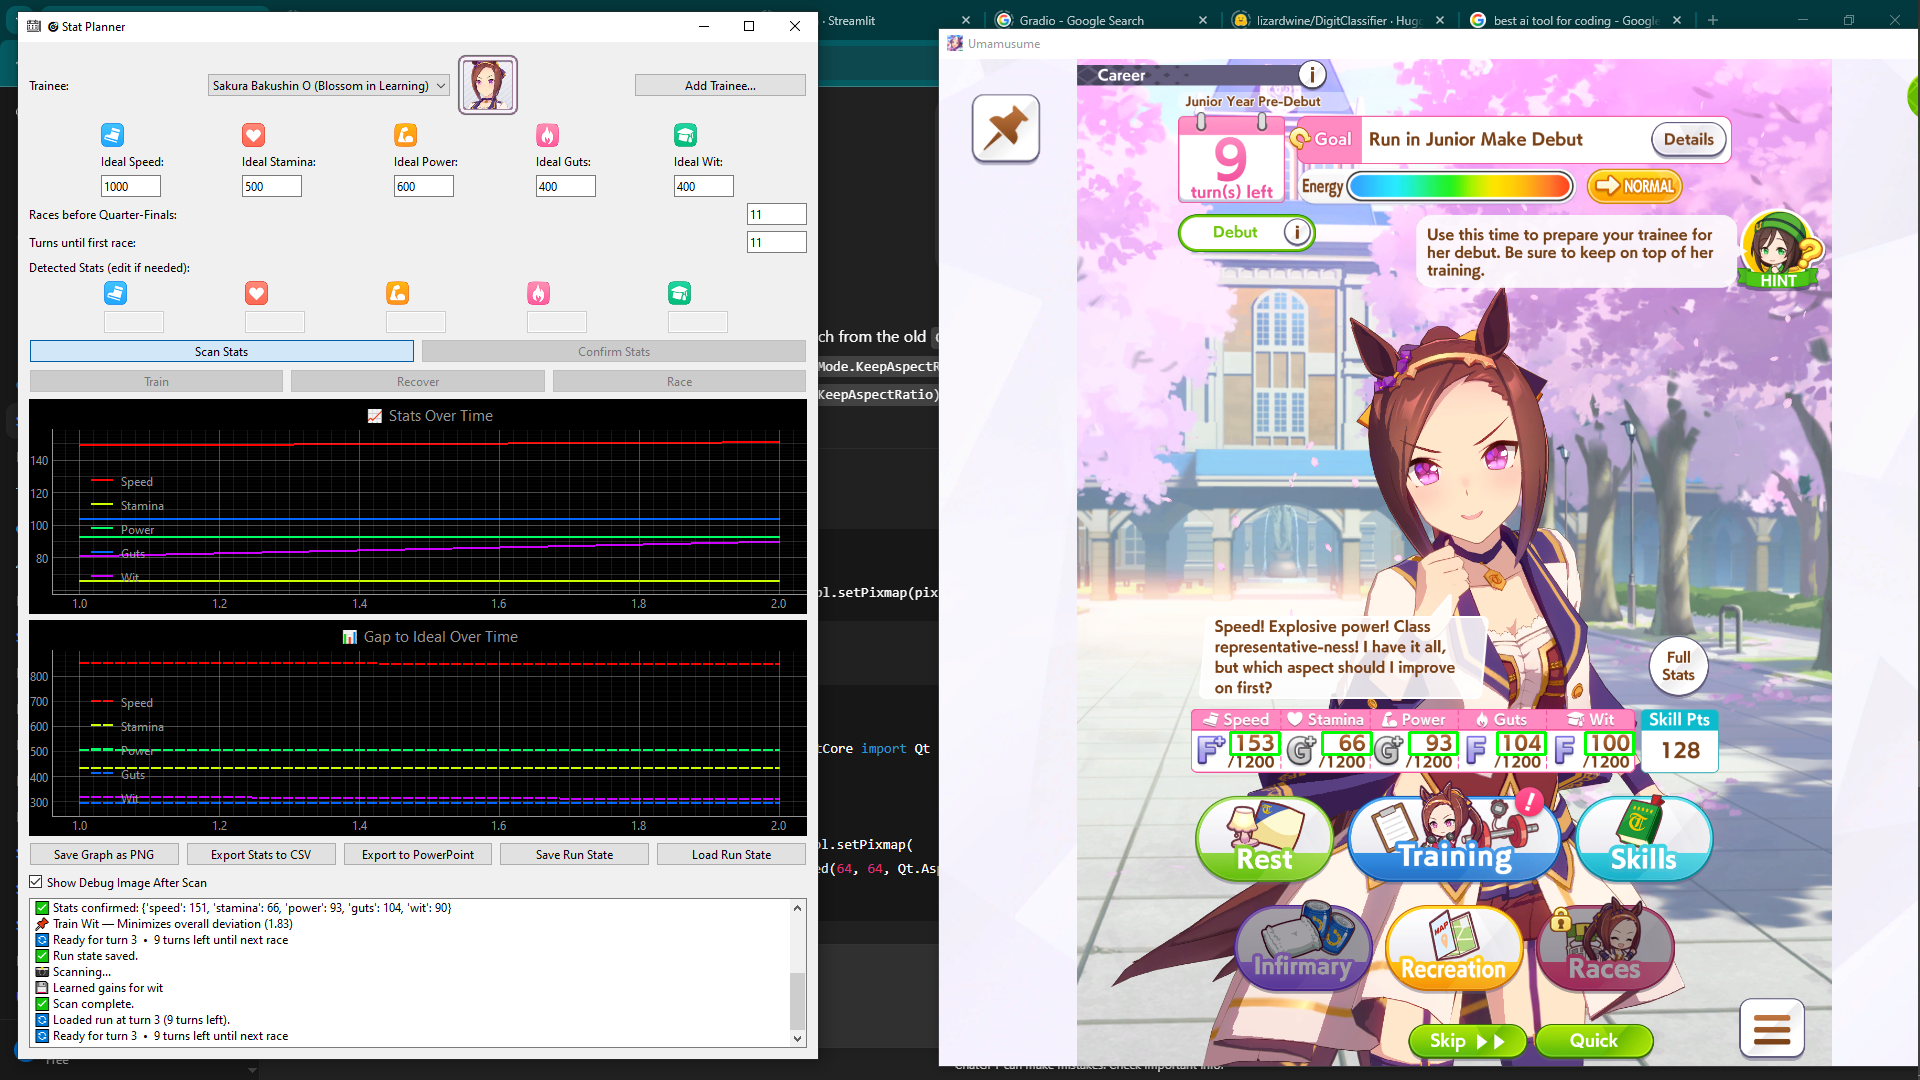 · Streamlit
Gradio - Google Search
lizardwine/DigitClassifier · Hugg
best ai tool for coding - Google
Stat Planner
Trainee:
Sakura Bakushin O (Blossom in Learning)
Add Trainee...
Ideal Speed:
Ideal Stamina:
Ideal Power:
Ideal Guts:
Ideal Wit:
1000
500
600
400
400
Races before Quarter-Finals:
11
Turns until first race:
11
Detected Stats (edit if needed):
Scan Stats
Confirm Stats
Train
Recover
Race
Stats Over Time
140
120
100
80
Speed
Stamina
Power
Guts
Wit
1.0
1.2
1.4
1.6
1.8
2.0
Gap to Ideal Over Time
800
700
600
500
400
300
Speed
Stamina
Power
Guts
Wit
1.0
1.2
1.4
1.6
1.8
2.0
Save Graph as PNG
Export Stats to CSV
Export to PowerPoint
Save Run State
Load Run State
Show Debug Image After Scan
Stats confirmed: {'speed': 151, 'stamina': 66, 'power': 93, 'guts': 104, 'wit': 90}
Train Wit — Minimizes overall deviation (1.83)
Ready for turn 3 • 9 turns left until next race
Run state saved.
Scanning...
Learned gains for wit
Scan complete.
Loaded run at turn 3 (9 turns left).
Ready for turn 3 • 9 turns left until next race
Free
ch from the old
Mode.KeepAspectR
KeepAspectRatio)
ol.setPixmap(pix
tCore import Qt
ol.setPixmap(
ed(64, 64, Qt.Asp
ChatGPT can make mistakes. Check important info.
Umamusume
Career
Junior Year Pre-Debut
9
turn(s) left
Goal
Run in Junior Make Debut
Details
Energy
NORMAL
Debut
Use this time to prepare your trainee for
her debut. Be sure to keep on top of her
training.
HINT
Speed! Explosive power! Class
representative-ness! I have it all,
but which aspect should I improve
on first?
Full
Stats
Speed
Stamina
Power
Guts
Wit
Skill Pts
F+
153
/1200
G+
66
/1200
G+
93
/1200
F
104
/1200
F
100
/1200
128
Rest
Training
Skills
Infirmary
MAP
Recreation
Races
Skip
Quick